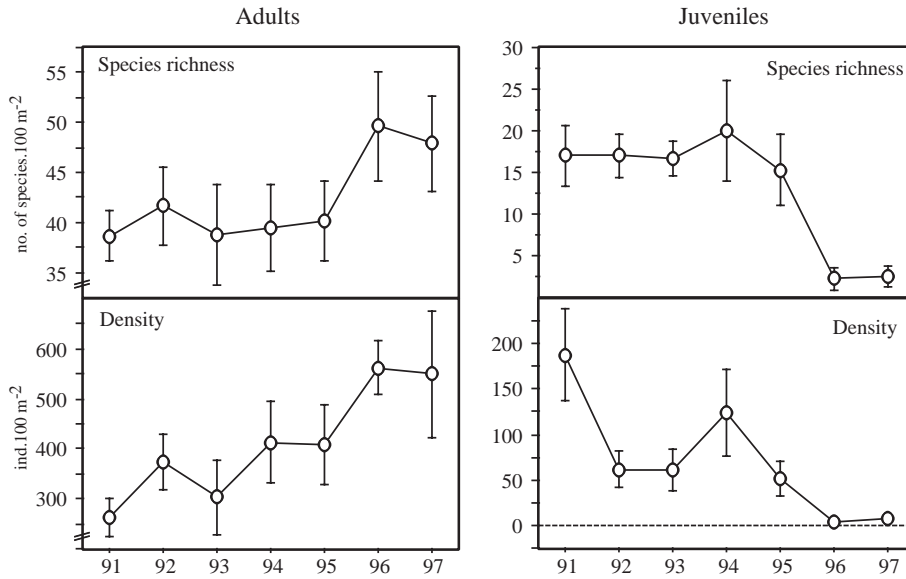 Adults
Juveniles
Species richness
no. of species.100 m⁻²
55
50
45
40
35
Species richness
30
25
20
15
10
5
Density
ind.100 m⁻²
600
500
400
300
91 92 93 94 95 96 97
Density
200
150
100
50
0
91 92 93 94 95 96 97